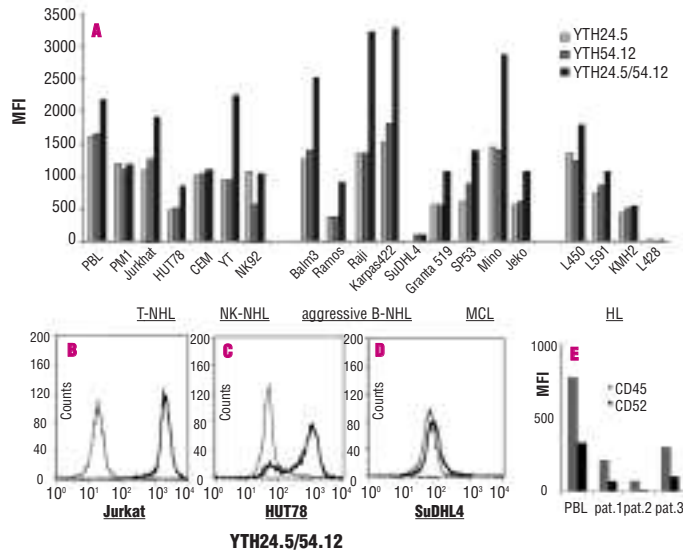 A
MFI
3500
3000
2500
2000
1500
1000
500
0
YTH24.5
YTH54.12
YTH24.5/54.12
PBL
PM1
Jurkhat
HUT78
CEM
YT
NK92
Balm3
Ramos
Raji
Karpas422
SuDHL4
Granta 519
SP53
Mino
Jeko
L450
L591
KMH2
L428
T-NHL NK-NHL aggressive B-NHL MCL HL
B
Counts
200
160
120
80
40
0
10⁰ 10¹ 10² 10³ 10⁴
Jurkat
C
Counts
200
160
120
80
40
0
10⁰ 10¹ 10² 10³ 10⁴
HUT78
D
Counts
200
160
120
80
40
0
10⁰ 10¹ 10² 10³ 10⁴
SuDHL4
YTH24.5/54.12
E
MFI
1000
500
0
CD45
CD52
PBL pat.1 pat.2 pat.3